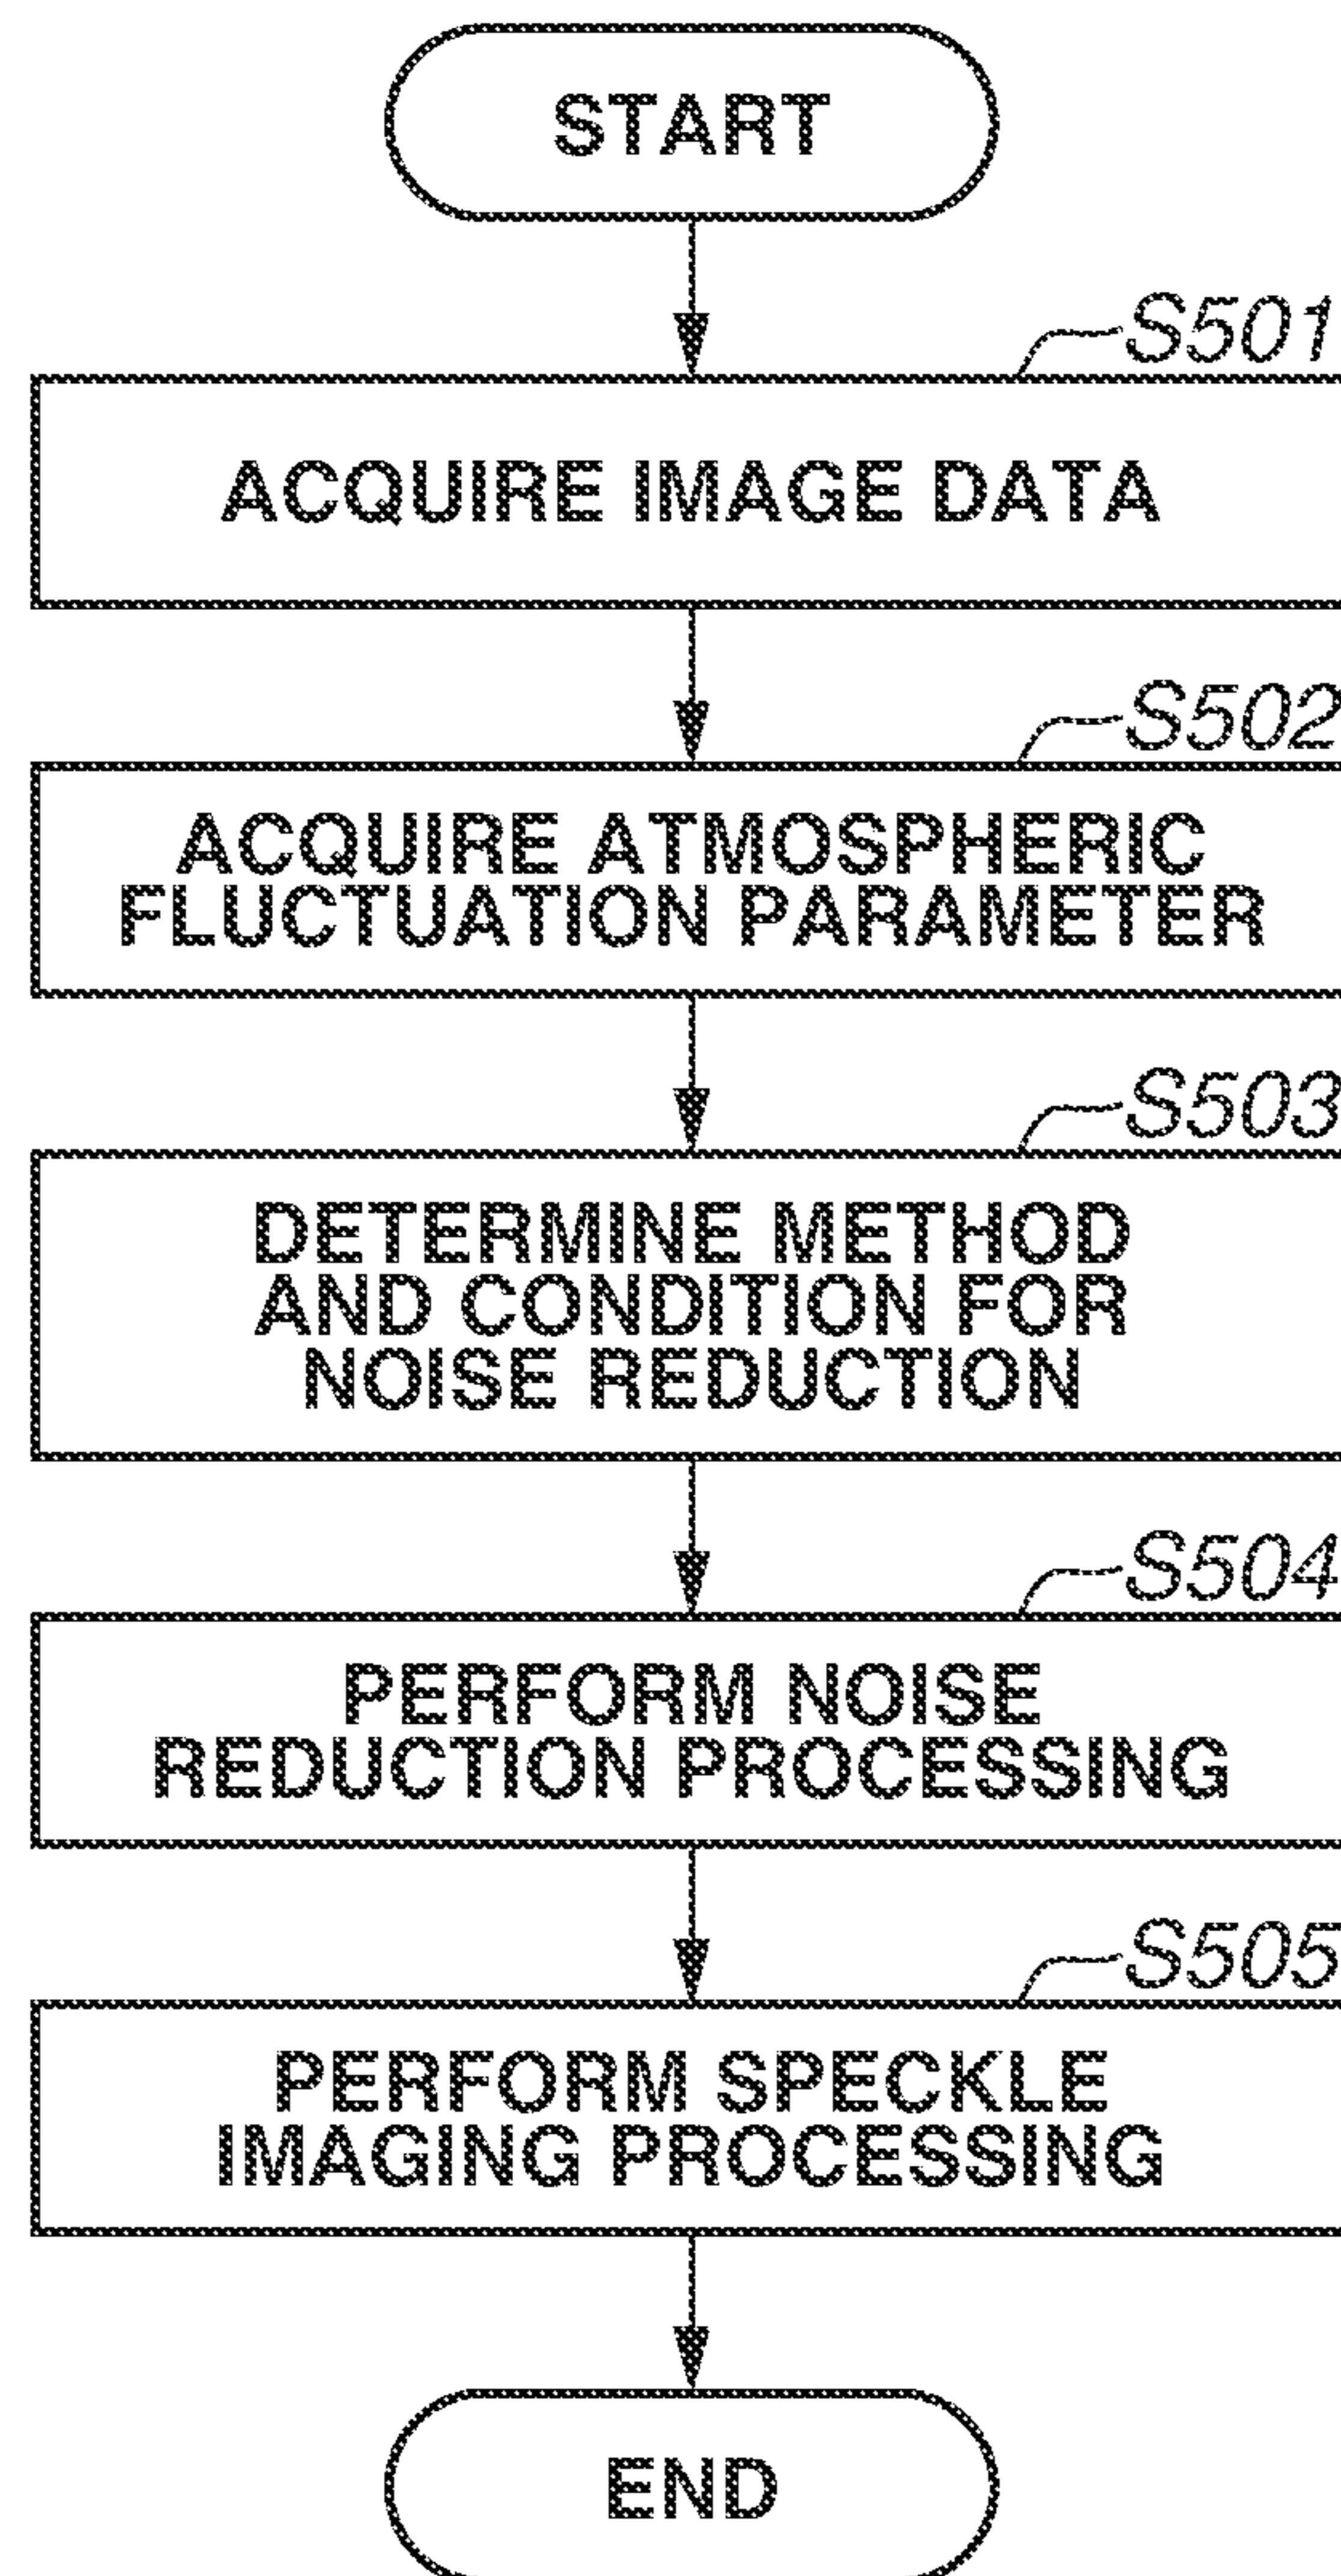 START
S501
ACQUIRE IMAGE DATA
S502
ACQUIRE ATMOSPHERIC
FLUCTUATION PARAMETER
S503
DETERMINE METHOD
AND CONDITION FOR
NOISE REDUCTION
S504
PERFORM NOISE
REDUCTION PROCESSING
S505
PERFORM SPECKLE
IMAGING PROCESSING
END